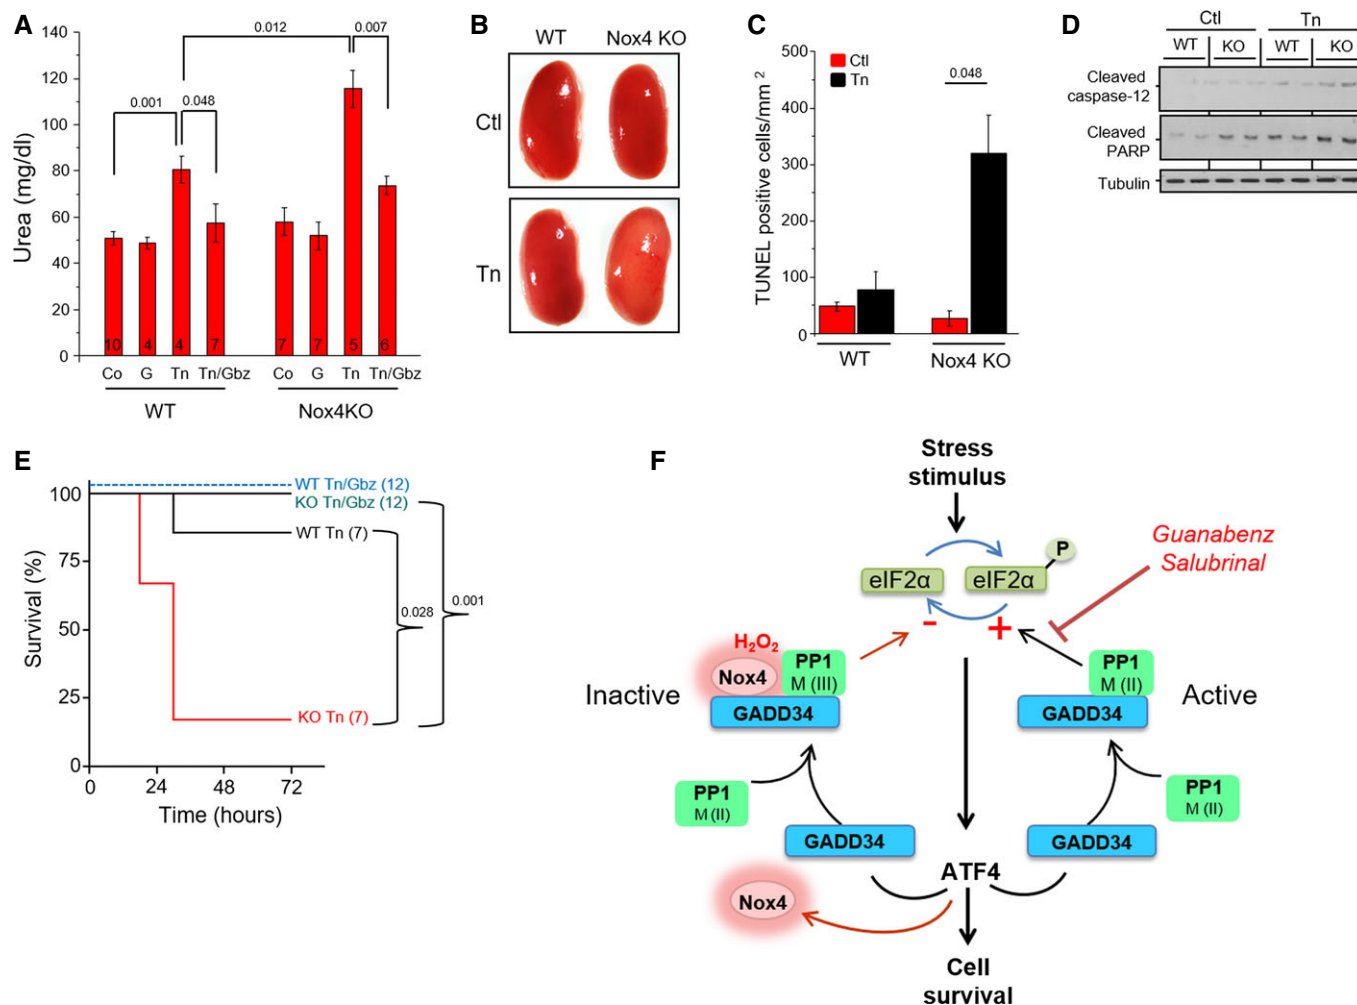 A
Urea (mg/dl)
140
120
100
80
60
40
20
0
0.012
0.007
0.001
0.048
10
4
4
7
7
7
5
6
Co G Tn Tn/Gbz
Co G Tn Tn/Gbz
WT
Nox4KO
B
WT Nox4 KO
Ctl
Tn
C
TUNEL positive cells/mm 2
500
400
300
200
100
0
Ctl
Tn
0.048
WT
Nox4 KO
D
Ctl Tn
WT KO WT KO
Cleaved
caspase-12
Cleaved
PARP
Tubulin
E
Survival (%)
100
75
50
25
0
0 24 48 72
Time (hours)
WT Tn/Gbz (12)
KO Tn/Gbz (12)
WT Tn (7)
KO Tn (7)
0.028
0.001
F
Stress
stimulus
Guanabenz
Salubrinal
eIF2α
eIF2α
P
-
+
H2O2
Nox4
PP1
M (III)
GADD34
Inactive
PP1
M (II)
GADD34
Active
PP1
M (II)
GADD34
PP1
M (II)
GADD34
ATF4
Nox4
Cell
survival